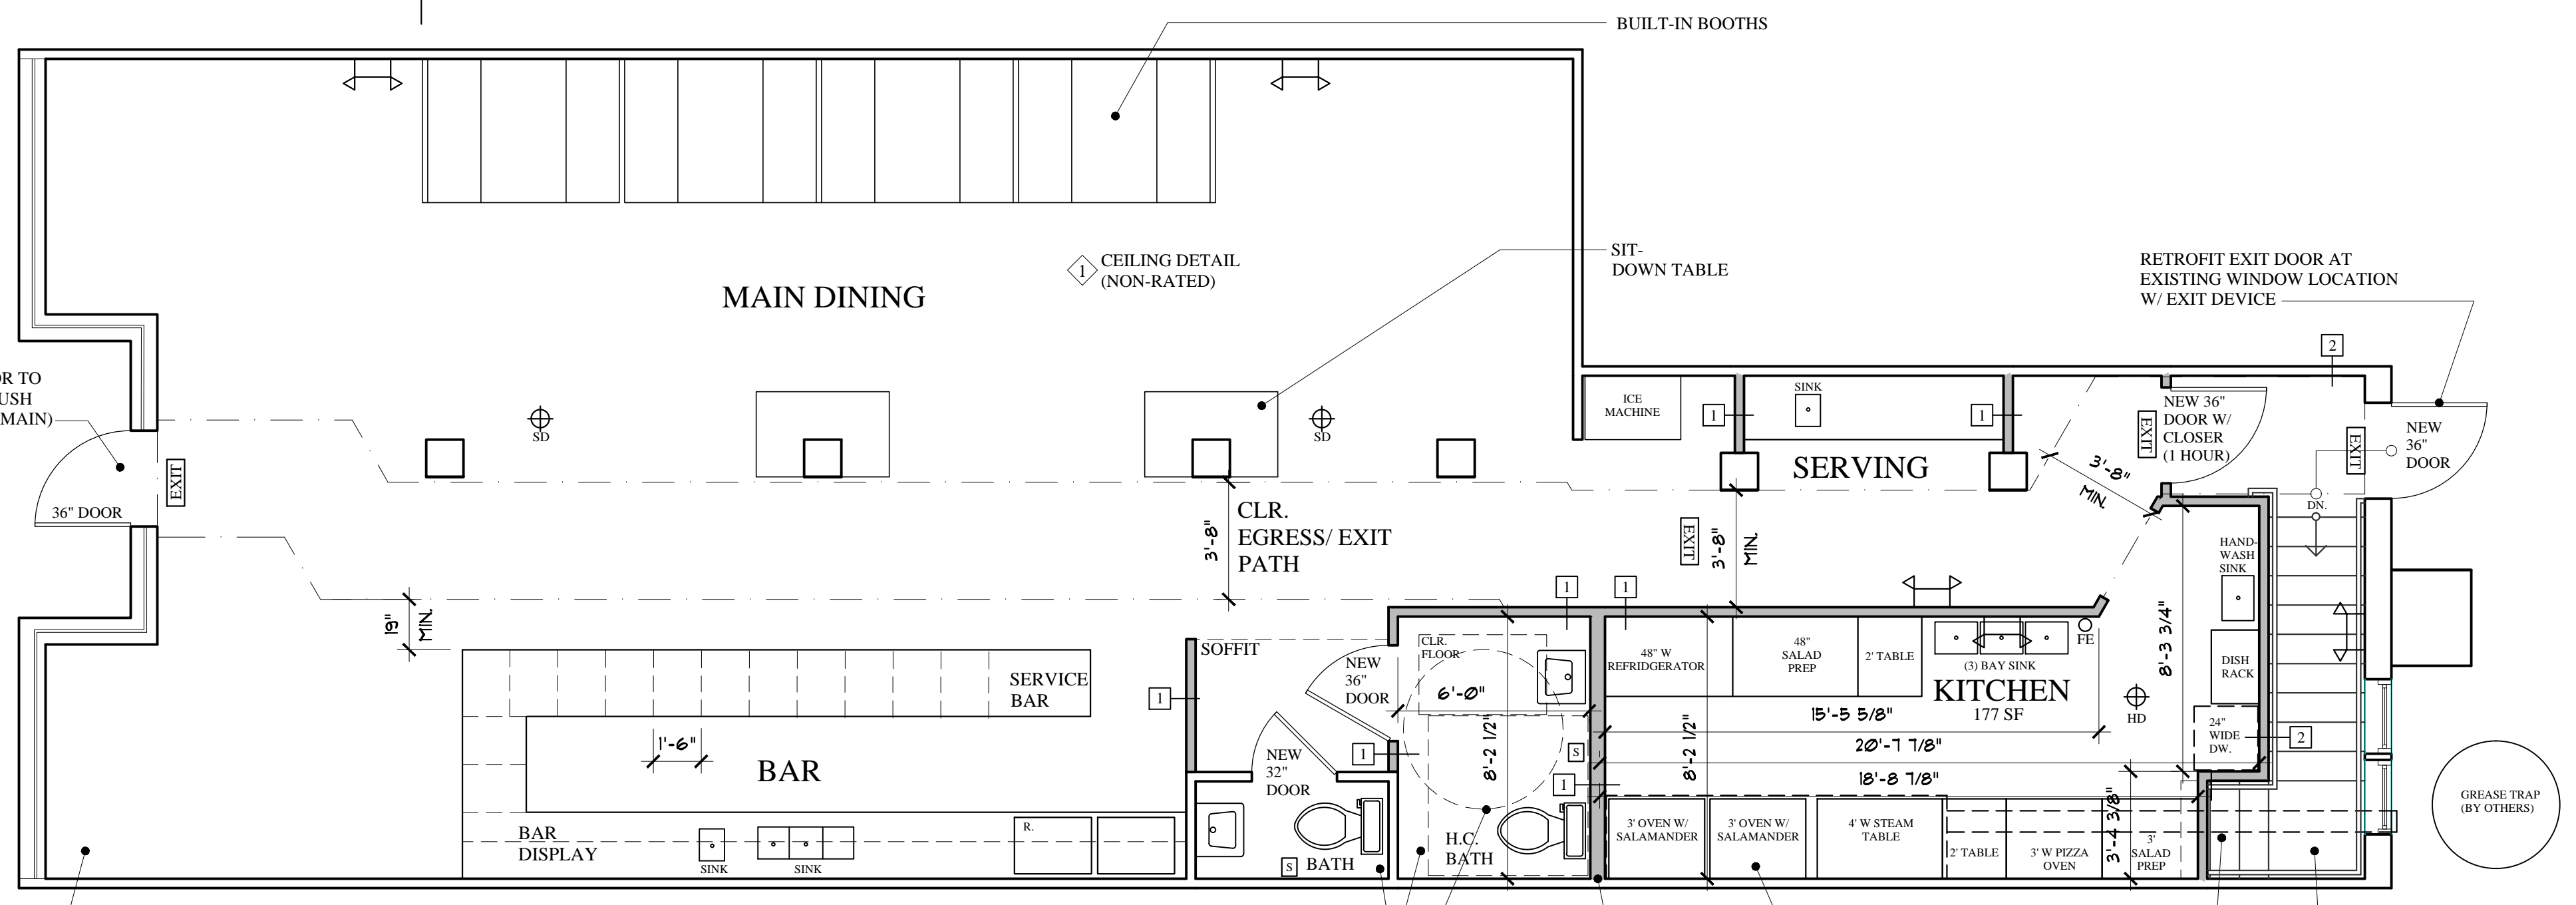 BUILT-IN BOOTHS
SIT-
DOWN TABLE
1
CEILING DETAIL
(NON-RATED)
MAIN DINING
RETROFIT EXIT DOOR AT
EXISTING WINDOW LOCATION
W/ EXIT DEVICE
2
OR TO
USH
MAIN)
36" DOOR
EXIT
SD
SD
ICE
MACHINE
1
SINK
1
SERVING
EXIT
NEW 36"
DOOR W/
CLOSER
(1 HOUR)
EXIT
NEW
36"
DOOR
3'-8"
MIN.
DN.
3'-8"
CLR.
EGRESS/ EXIT
PATH
EXIT
3'-8"
MIN.
HAND-
WASH
SINK
19"
MIN.
1
1
SOFFIT
NEW
36"
DOOR
CLR.
FLOOR
6'-0"
8'-2 1/2"
48" W
REFRIDGERATOR
48"
SALAD
PREP
2' TABLE
(3) BAY SINK
FE
8'-3 3/4"
DISH
RACK
KITCHEN
177 SF
HD
24"
WIDE
DW.
2
SERVICE
BAR
1
1'-6"
BAR
NEW
32"
DOOR
1
S
1
8'-2 1/2"
15'-5 5/8"
20'-7 7/8"
18'-8 7/8"
3'-4 3/8"
GREASE TRAP
(BY OTHERS)
BAR
DISPLAY
SINK
SINK
R.
S
BATH
H.C.
BATH
3' OVEN W/
SALAMANDER
3' OVEN W/
SALAMANDER
4' W STEAM
TABLE
2' TABLE
3' W PIZZA
OVEN
3'
SALAD
PREP